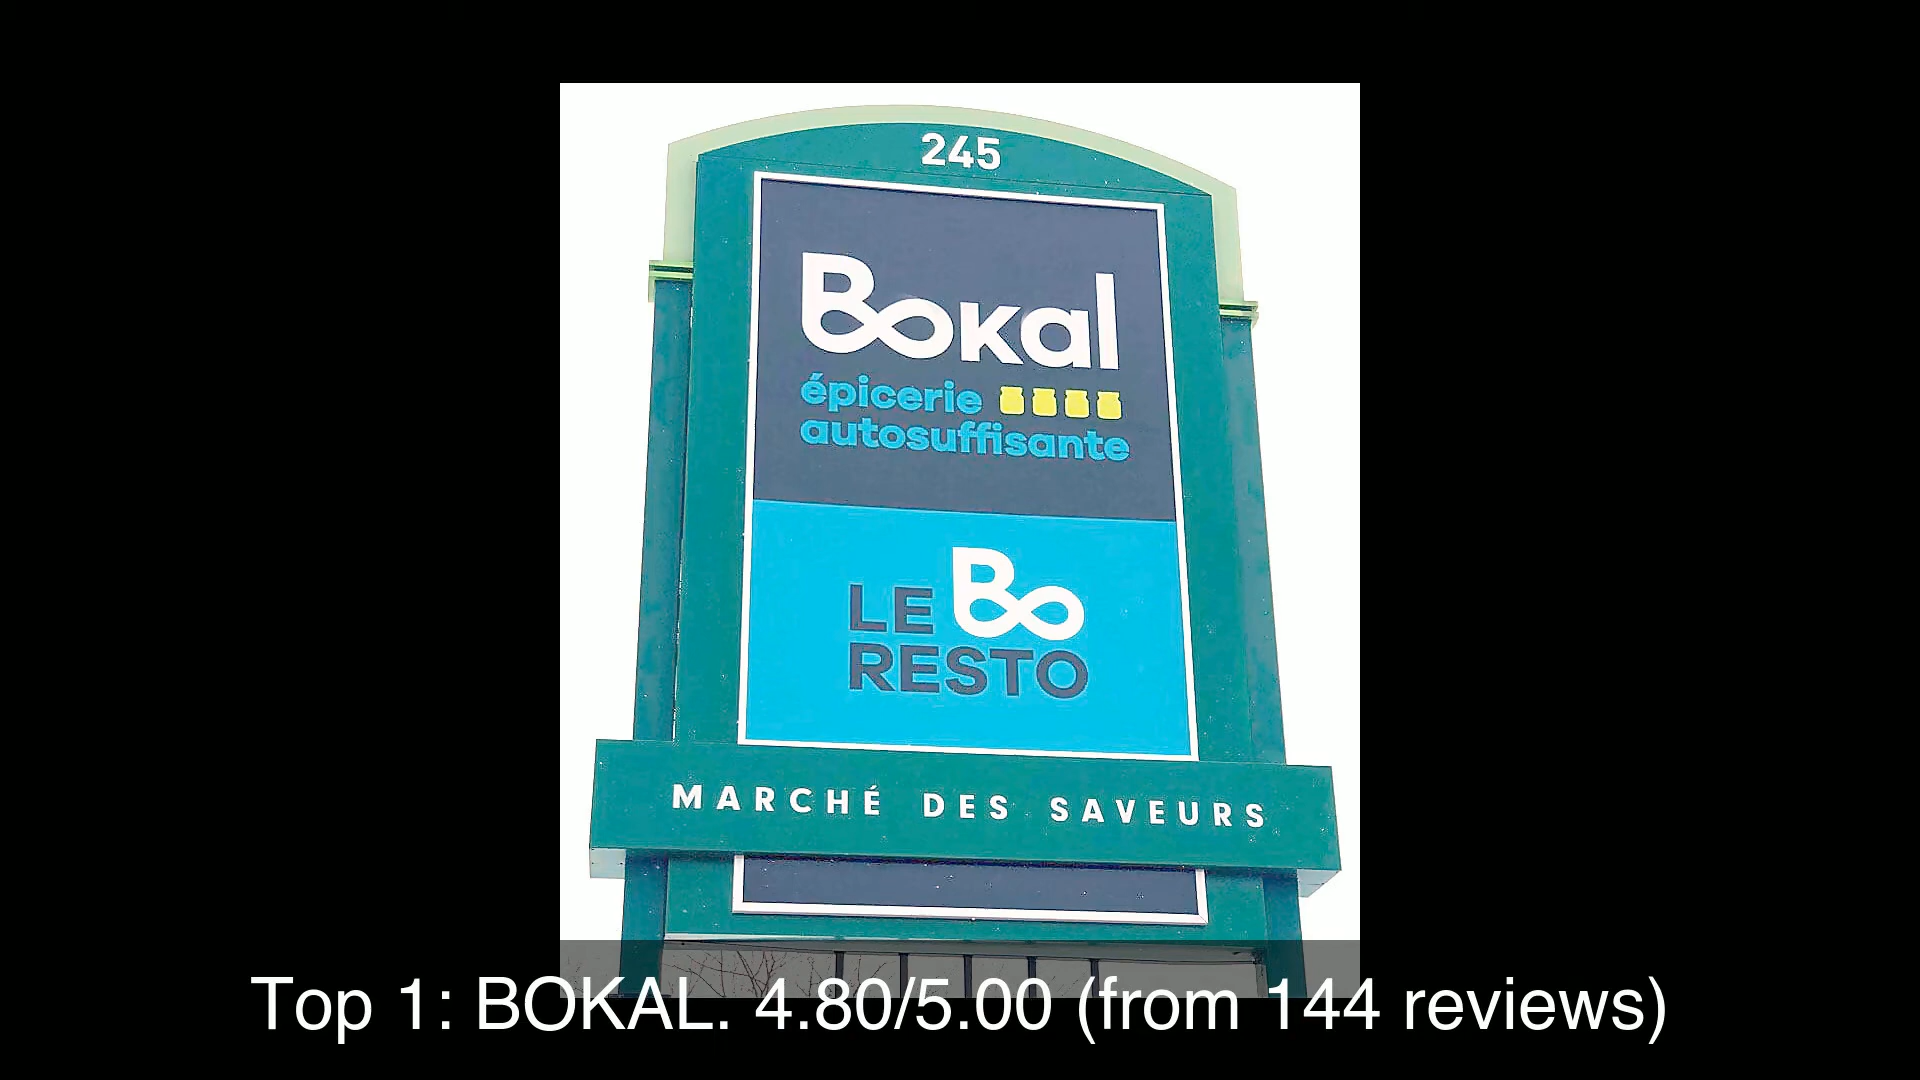 245
Bokal
épicerie
autosuffisante
LE Bo
RESTO
MARCHÉ DES SAVEURS
Top 1: BOKAL. 4.80/5.00 (from 144 reviews)